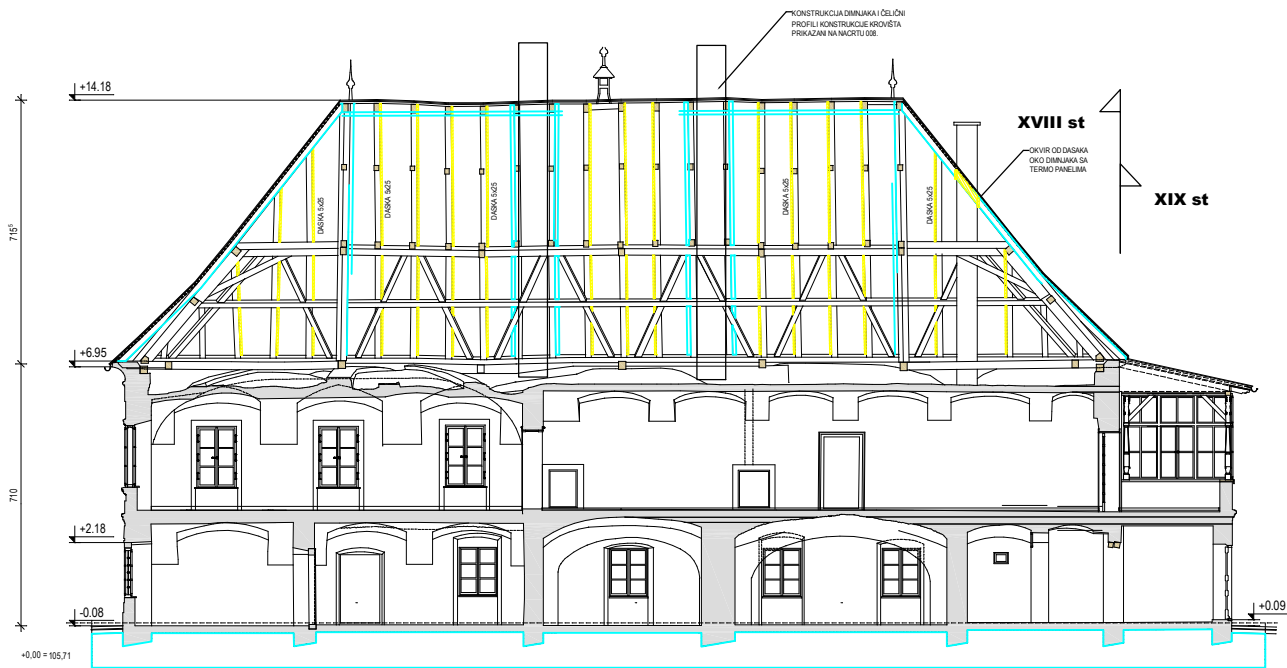 KONSTRUKCIJA DIMNJAKA I ČELIČNI
PROFILI KONSTRUKCIJE KROVIŠTA
PRIKAZANI NA NACRTU 008.
+14.18
XVIII st
OKVIR OD DASAKA
OKO DIMNJAKA SA
TERMO PANELIMA
XIX st
DASKA 5x25
DASKA 5x25
DASKA 5x25
DASKA 5x25
DASKA 5x25
715⁵
+6.95
710
+2.18
-0.08
+0.09
+0,00 = 105,71